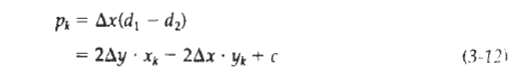 pₖ = Δx(d₁ − d₂)
= 2Δy · xₖ − 2Δx · yₖ + c (3-12)